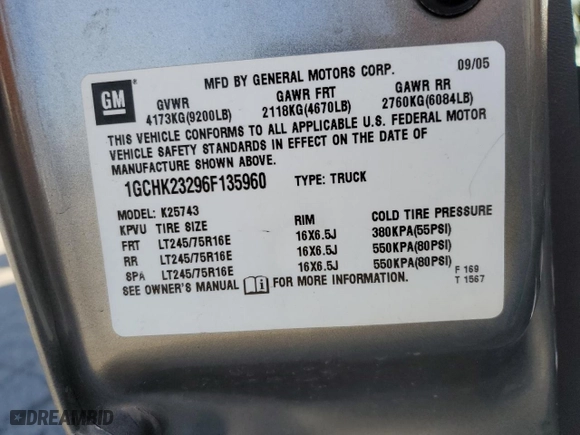 MFD BY GENERAL MOTORS CORP. 09/05
GM
GVWR GAWR FRT GAWR RR
4173KG(9200LB) 2118KG(4670LB) 2760KG(6084LB)
THIS VEHICLE CONFORMS TO ALL APPLICABLE U.S. FEDERAL MOTOR
VEHICLE SAFETY STANDARDS IN EFFECT ON THE DATE OF
MANUFACTURE SHOWN ABOVE.
1GCHK23296F135960 TYPE: TRUCK
MODEL: K25743
KPVU TIRE SIZE RIM COLD TIRE PRESSURE
FRT LT245/75R16E 16X6.5J 380KPA(55PSI)
RR LT245/75R16E 16X6.5J 550KPA(80PSI)
SPA LT245/75R16E 16X6.5J 550KPA(80PSI)
SEE OWNER'S MANUAL i FOR MORE INFORMATION.
F 169
T 1567
DREAMBID